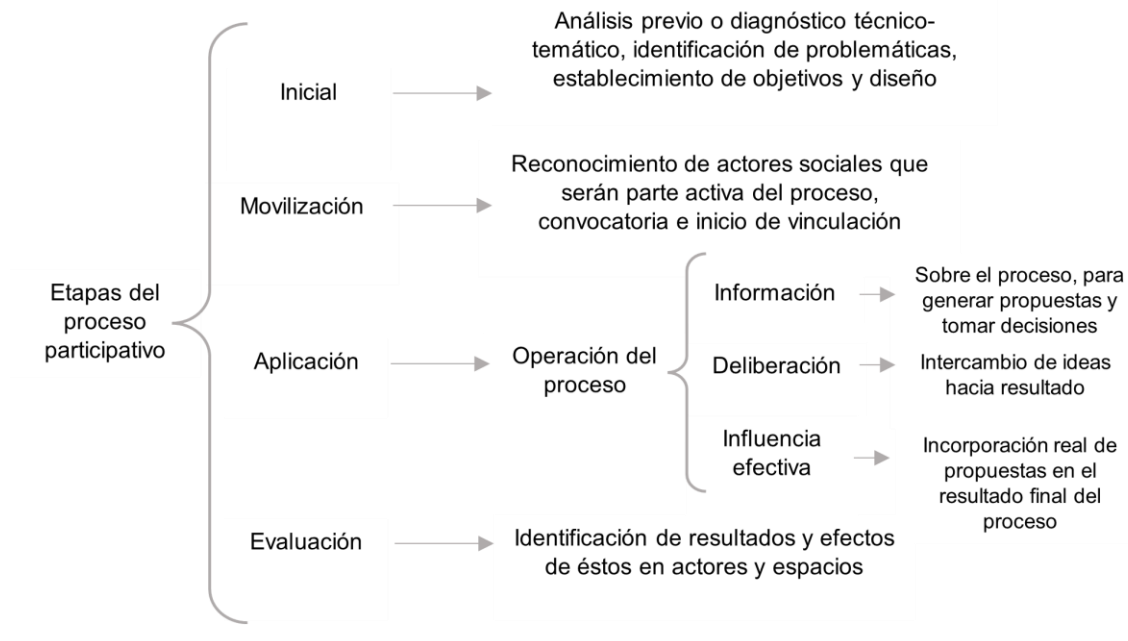 Etapas del
proceso
participativo
Inicial
Análisis previo o diagnóstico técnico-
temático, identificación de problemáticas,
establecimiento de objetivos y diseño
Movilización
Reconocimiento de actores sociales que
serán parte activa del proceso,
convocatoria e inicio de vinculación
Aplicación
Operación del
proceso
Información
Sobre el proceso, para
generar propuestas y
tomar decisiones
Deliberación
Intercambio de ideas
hacia resultado
Influencia
efectiva
Incorporación real de
propuestas en el
resultado final del
proceso
Evaluación
Identificación de resultados y efectos
de éstos en actores y espacios